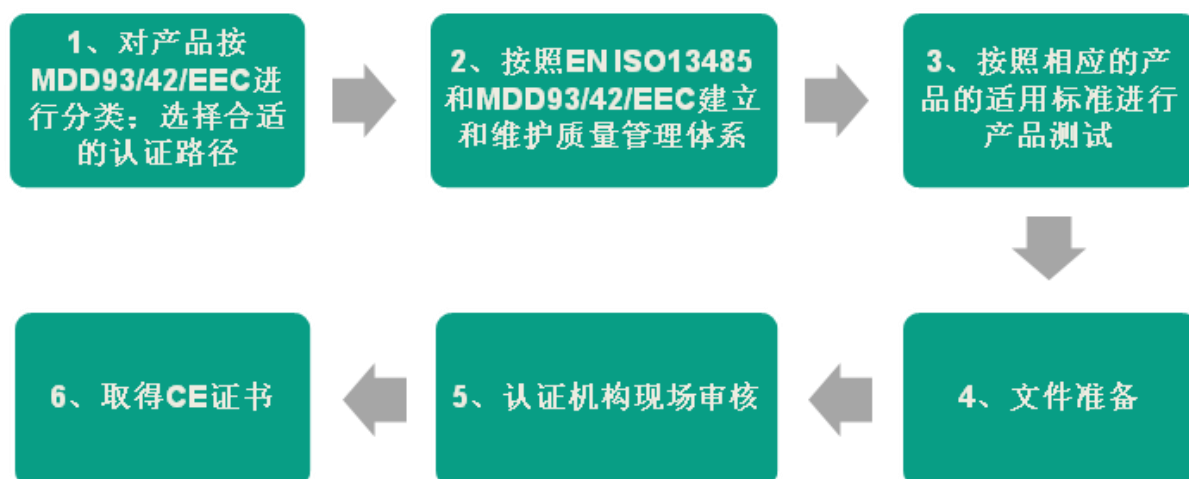 1、对产品按
MDD93/42/EEC进
行分类；选择合适
的认证路径
2、按照EN ISO13485
和MDD93/42/EEC建立
和维护质量管理体系
3、按照相应的产
品的适用标准进行
产品测试
4、文件准备
5、认证机构现场审核
6、取得CE证书